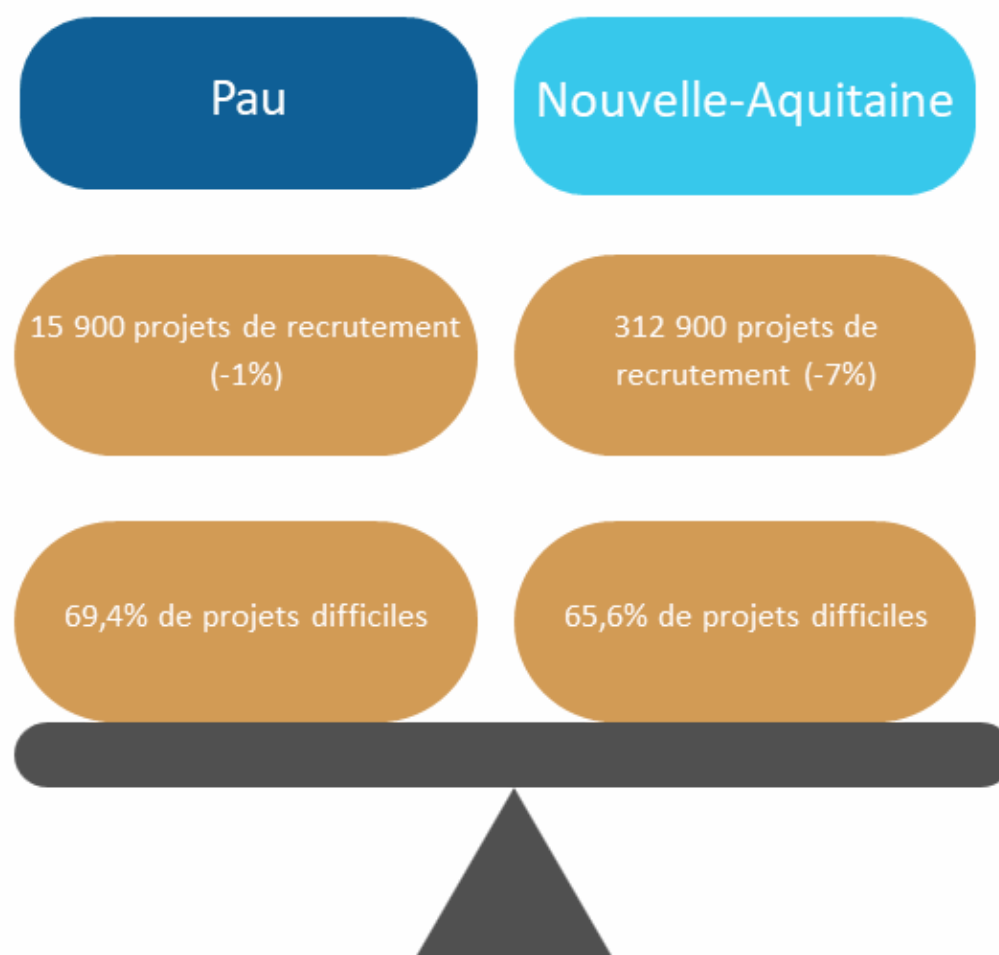 Pau
Nouvelle-Aquitaine
15 900 projets de recrutement
(-1%)
312 900 projets de
recrutement (-7%)
69,4% de projets difficiles
65,6% de projets difficiles